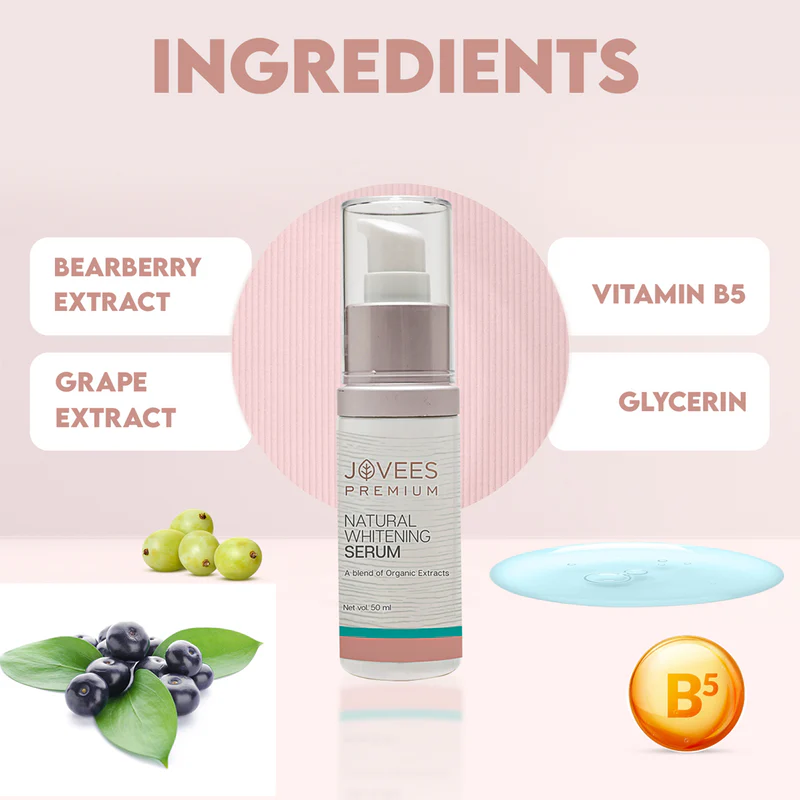 INGREDIENTS
BEARBERRY
EXTRACT
GRAPE
EXTRACT
VITAMIN B5
GLYCERIN
JOVEES
PREMIUM
NATURAL
WHITENING
SERUM
A blend of Organic Extracts
Net vol. 50 ml
B5